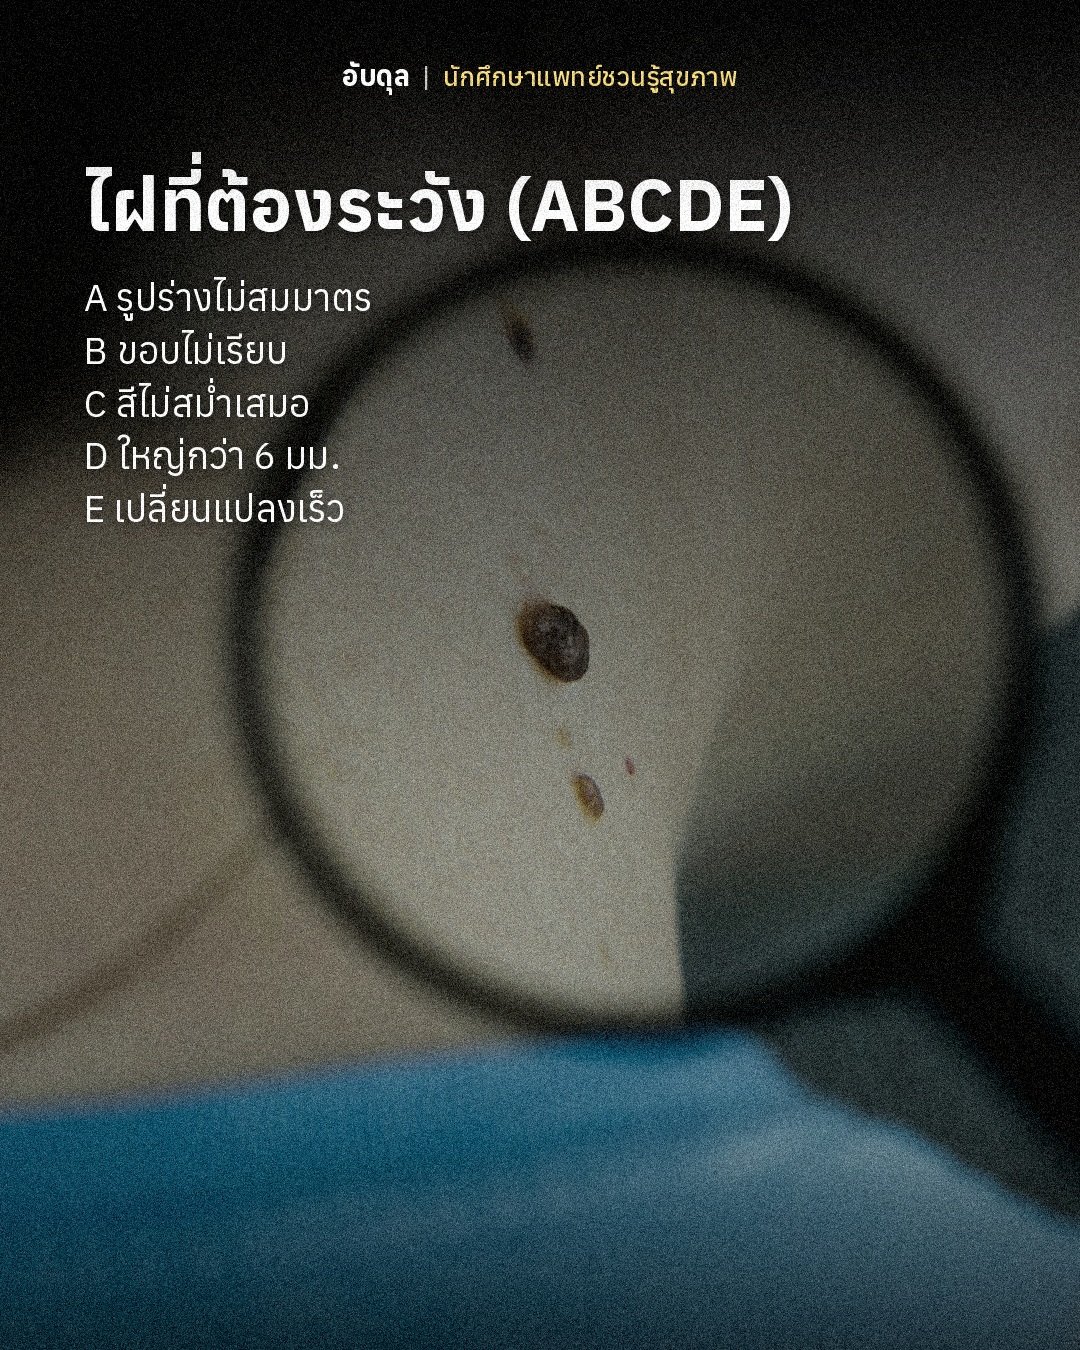 อับดุล | นักศึกษาแพทย์ชวนรู้สุขภาพ
ไฝที่ต้องระวัง (ABCDE)
A รูปร่างไม่สมมาตร
B ขอบไม่เรียบ
C สีไม่สม่ำเสมอ
D ใหญ่กว่า 6 มม.
E เปลี่ยนแปลงเร็ว